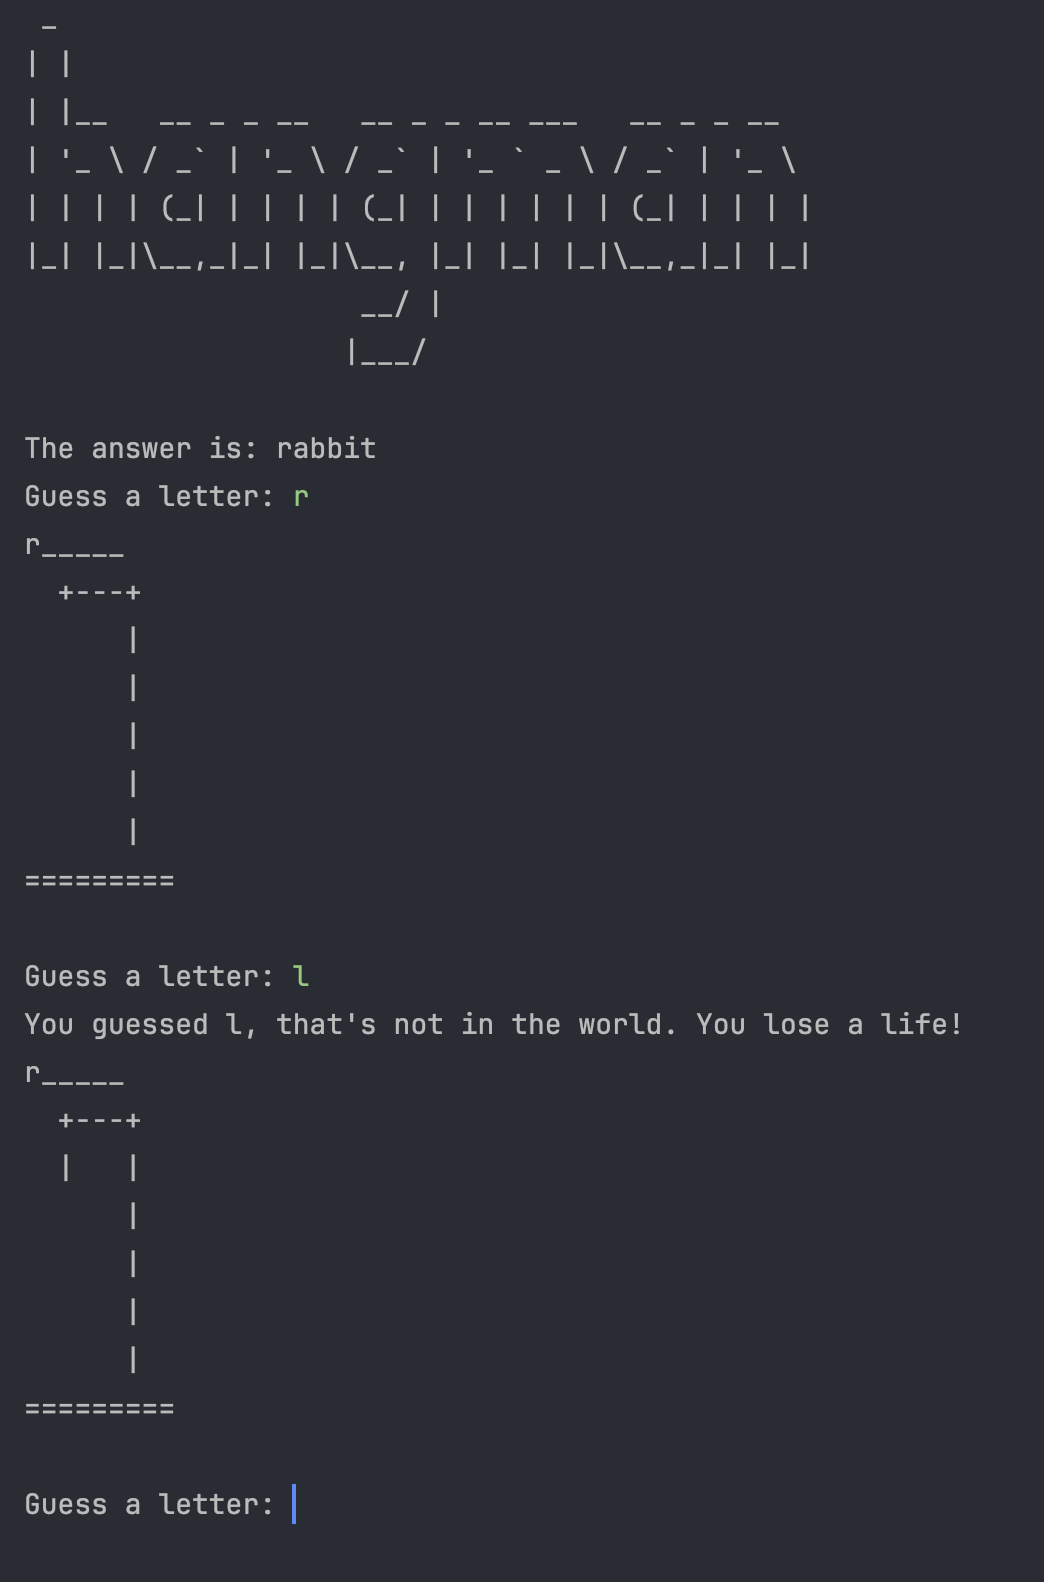 _
| |
| |__   __ _ _ __   __ _ _ __ ___   __ _ _ __
| '_ \ / _` | '_ \ / _` | '_ ` _ \ / _` | '_ \
| | | | (_| | | | | (_| | | | | | | (_| | | | |
|_| |_|\__,_|_| |_|\__, |_| |_| |_|\__,_|_| |_|
                    __/ |
                   |___/
The answer is: rabbit
Guess a letter: r
r_____
  +---+
      |
      |
      |
      |
      |
=========
Guess a letter: l
You guessed l, that's not in the world. You lose a life!
r_____
  +---+
  |   |
      |
      |
      |
      |
=========
Guess a letter: